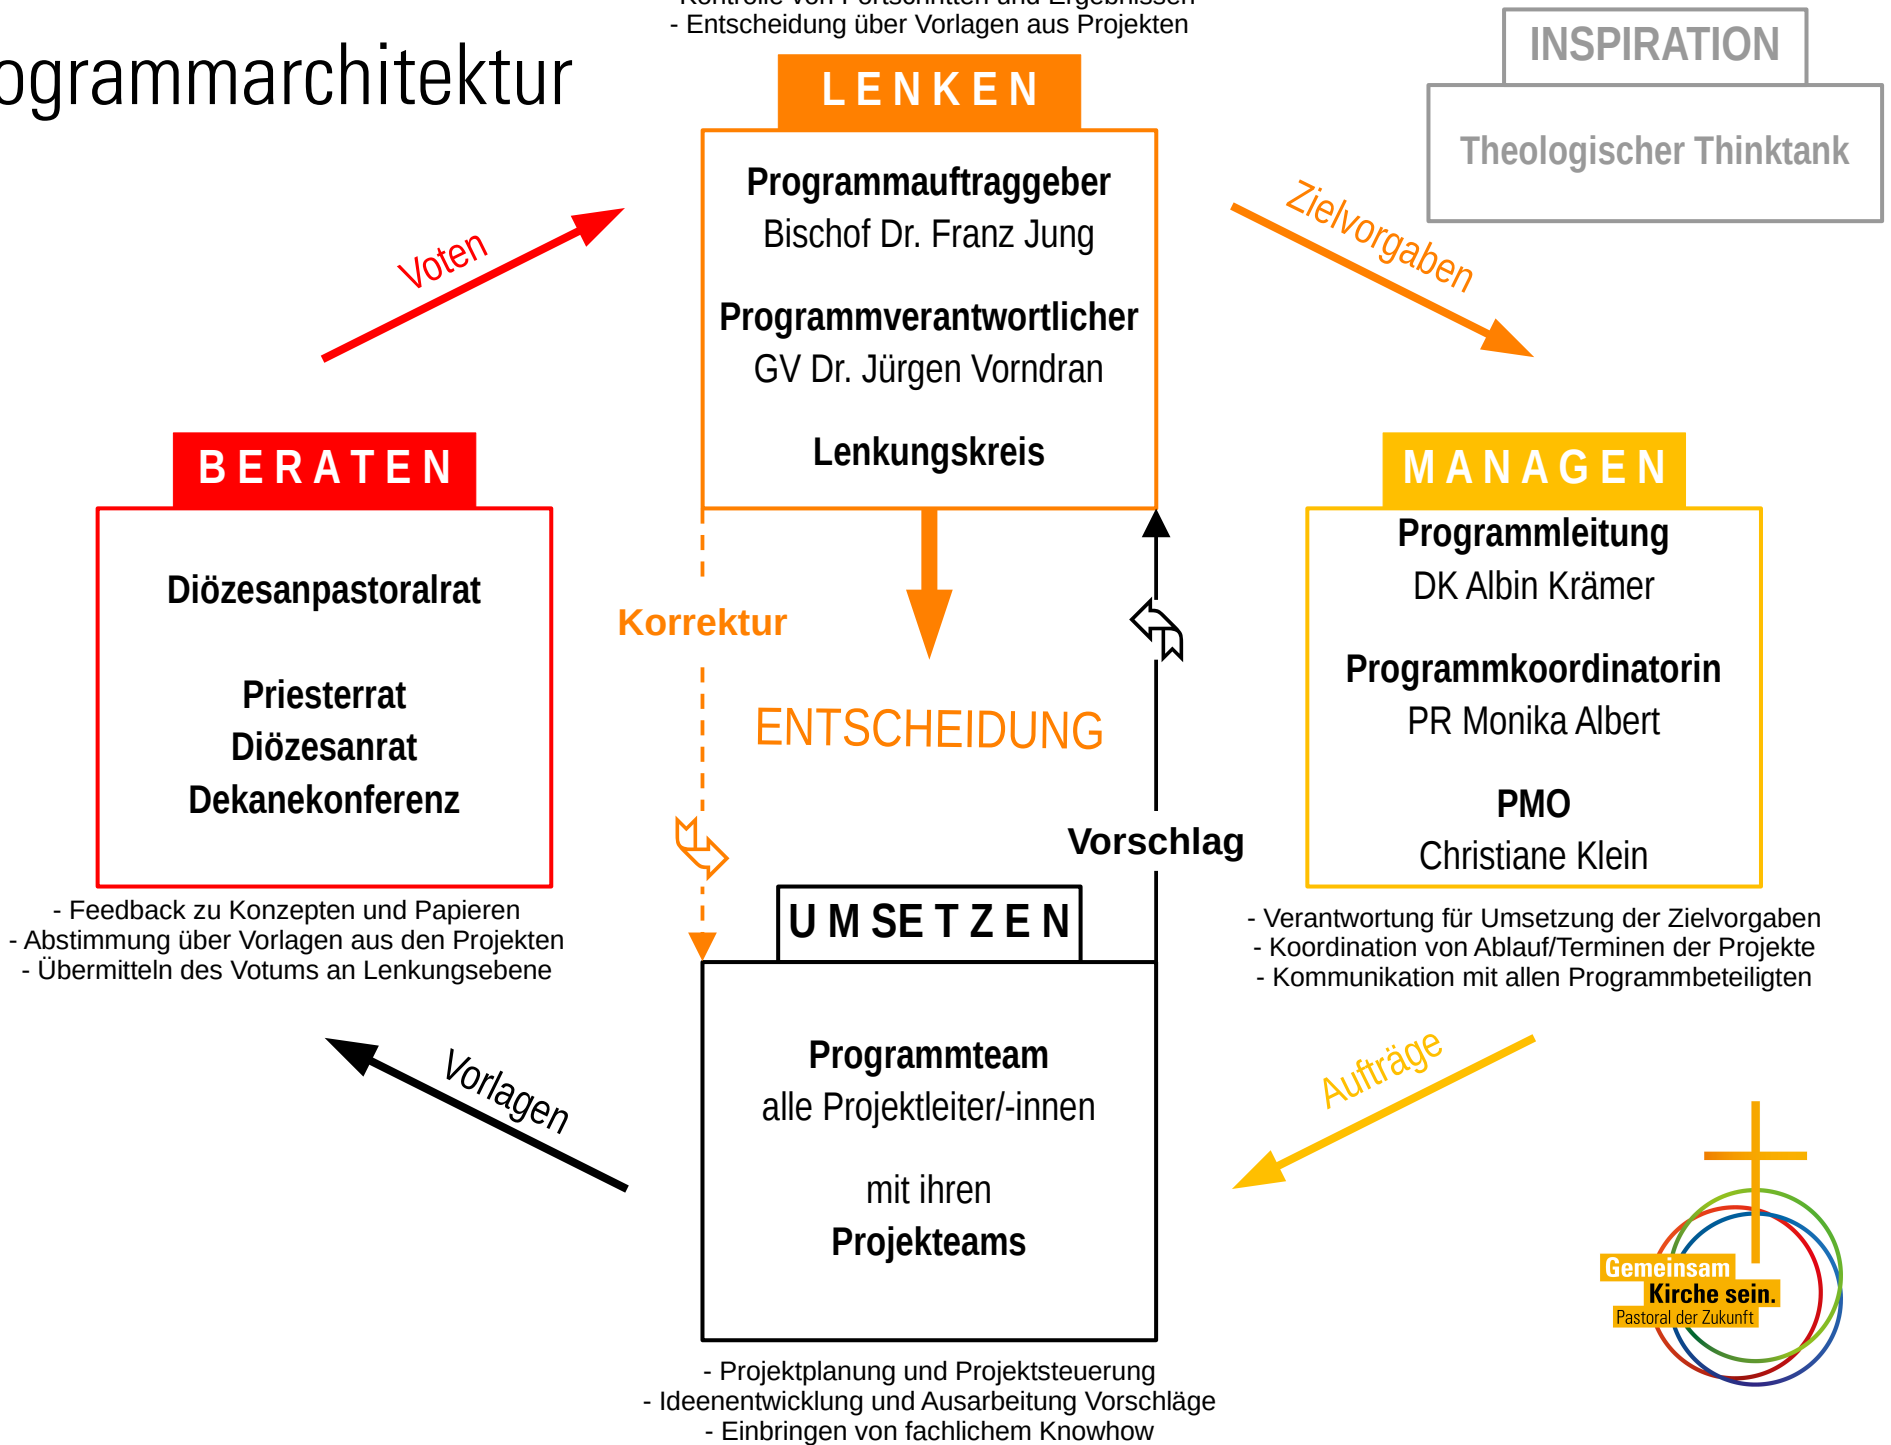 - Entscheidung über Vorlagen aus Projekten
ogrammarchitektur
LENKEN
Programmauftraggeber
Bischof Dr. Franz Jung
Programmverantwortlicher
GV Dr. Jürgen Vorndran
Lenkungskreis
INSPIRATION
Theologischer Thinktank
Voten
Zielvorgaben
BERATEN
Diözesanpastoralrat
Priesterrat
Diözesanrat
Dekanekonferenz
- Feedback zu Konzepten und Papieren
- Abstimmung über Vorlagen aus den Projekten
- Übermitteln des Votums an Lenkungsebene
Korrektur
ENTSCHEIDUNG
Vorschlag
MANAGEN
Programmleitung
DK Albin Krämer
Programmkoordinatorin
PR Monika Albert
PMO
Christiane Klein
- Verantwortung für Umsetzung der Zielvorgaben
- Koordination von Ablauf/Terminen der Projekte
- Kommunikation mit allen Programmbeteiligten
UMSETZEN
Programmteam
alle Projektleiter/-innen
mit ihren
Projekteams
- Projektplanung und Projektsteuerung
- Ideenentwicklung und Ausarbeitung Vorschläge
- Einbringen von fachlichem Knowhow
Vorlagen
Aufträge
Gemeinsam
Kirche sein.
Pastoral der Zukunft